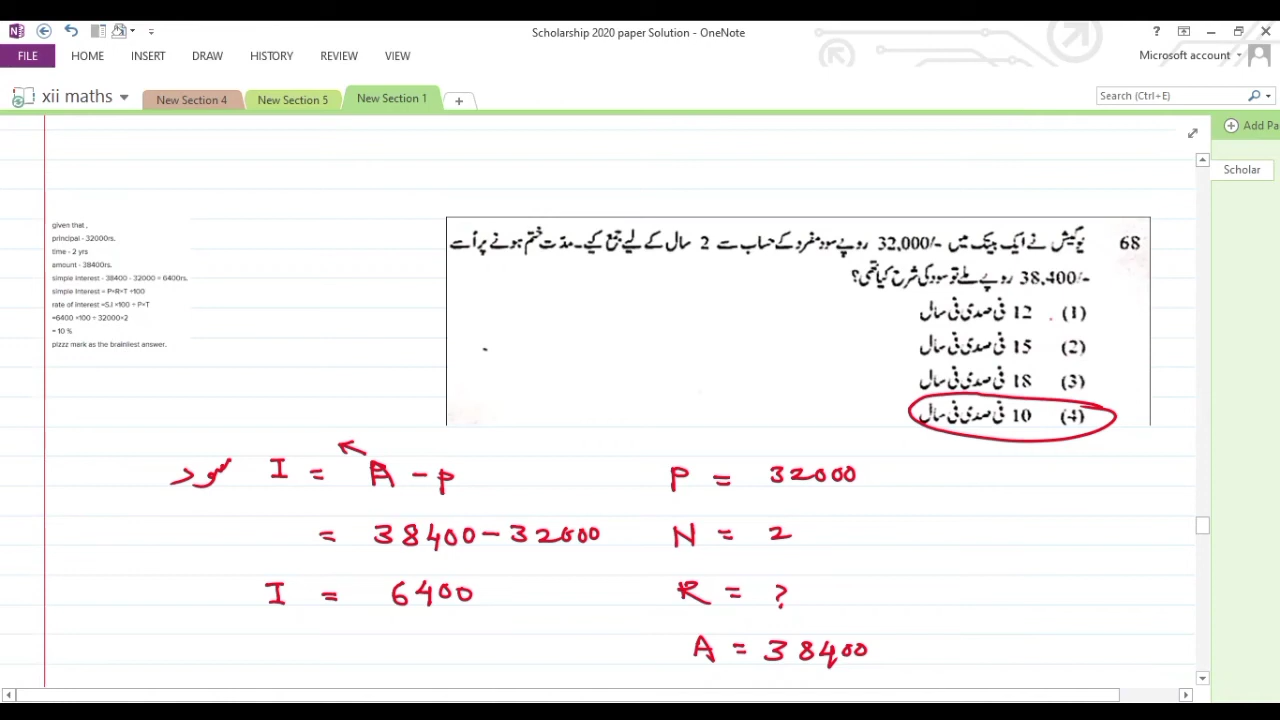 Scholarship 2020 paper Solution - OneNote
FILE HOME INSERT DRAW HISTORY REVIEW VIEW
Microsoft account
xii maths
New Section 4 New Section 5 New Section 1 +
Search (Ctrl+E)
Add Pa
Scholar
given that ,
principal - 32000rs.
time - 2 yrs
amount - 38400rs.
simple interest - 38400 - 32000 = 6400rs.
simple interest = P×R×T ÷100
rate of interest =S.I ×100 ÷ P×T
=6400 ×100 ÷ 32000×2
= 10 %
plzzz mark as the brainliest answer.
68 یوگیش نے ایک بینک میں 32,000/- روپے سود مفرد کے حساب سے 2 سال کے لیے جمع کیے۔ مدّت ختم ہونے پر اُسے
38,400/- روپے ملے تو سود کی شرح کیا تھی؟
(1) 12 فی صدی فی سال
(2) 15 فی صدی فی سال
(3) 18 فی صدی فی سال
(4) 10 فی صدی فی سال
I = A - P
= 38400 - 32000
I = 6400
P = 32000
N = 2
R = ?
A = 38400